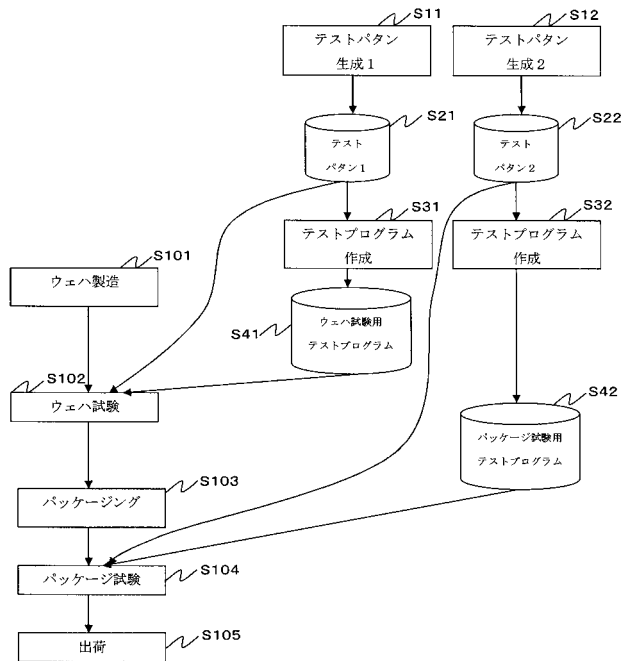 S11
テストパタン
生成1
S12
テストパタン
生成2
S21
テスト
パタン1
S22
テスト
パタン2
S31
テストプログラム
作成
S32
テストプログラム
作成
S101
ウェハ製造
S41
ウェハ試験用
テストプログラム
S102
ウェハ試験
S42
パッケージ試験用
テストプログラム
S103
パッケージング
S104
パッケージ試験
S105
出荷